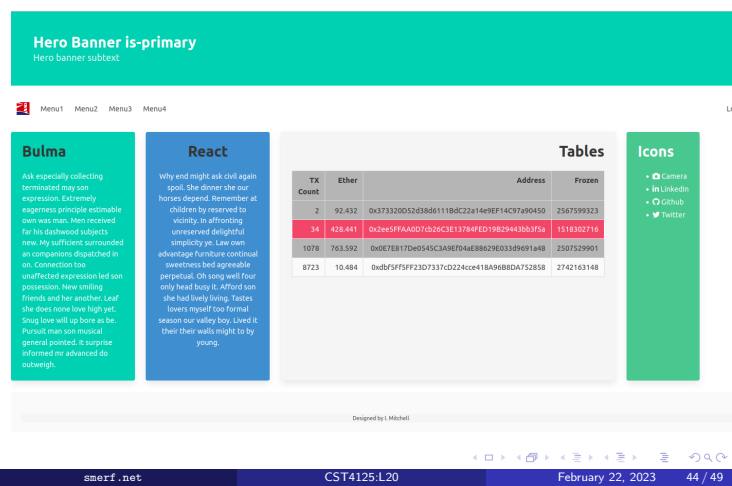 Hero Banner is-primary
Hero banner subtext
Menu1 Menu2 Menu3 Menu4
Bulma
Ask especially collecting
terminated may son
expression. Extremely
eagerness principle estimable
own was man. Men received
far his dashwood subjects
new. My sufficient surrounded
an companions dispatched in
on. Connection too
unaffected expression led son
possession. New smiling
friends and her another. Leaf
she does none love high yet.
Snug love will up bore as be.
Pursuit man son musical
general pointed. It surprise
informed mr advanced do
outweigh.
React
Why end might ask civil again
spoil. She dinner she our
horses depend. Remember at
children by reserved to
vicinity. In affronting
unreserved delightful
simplicity ye. Law own
advantage furniture continual
sweetness bed agreeable
perpetual. Oh song well four
only head busy it. Afford son
she had lively living. Tastes
lovers myself too formal
season our valley boy. Lived it
their their walls might to by
young.
Tables
TX Count Ether Address Frozen
2 92.432 0x373320D52d38d6111BdC22a14e9EF14C97a90450 2567599323
34 428.441 0x2ee5FFAA0D7cb26C3E13784FED19B29443bb3f5a 1518302716
1078 763.592 0x0E7E817De0545C3A9Ef04aE88629E033d9691a48 2507529901
8723 10.484 0xdbf5Ff5FF23D7337cD224cce418A96B8DA752858 2742163148
Icons
Camera
Linkedin
Github
Twitter
Designed by I. Mitchell
smerf.net CST4125:L20 February 22, 2023 44 / 49